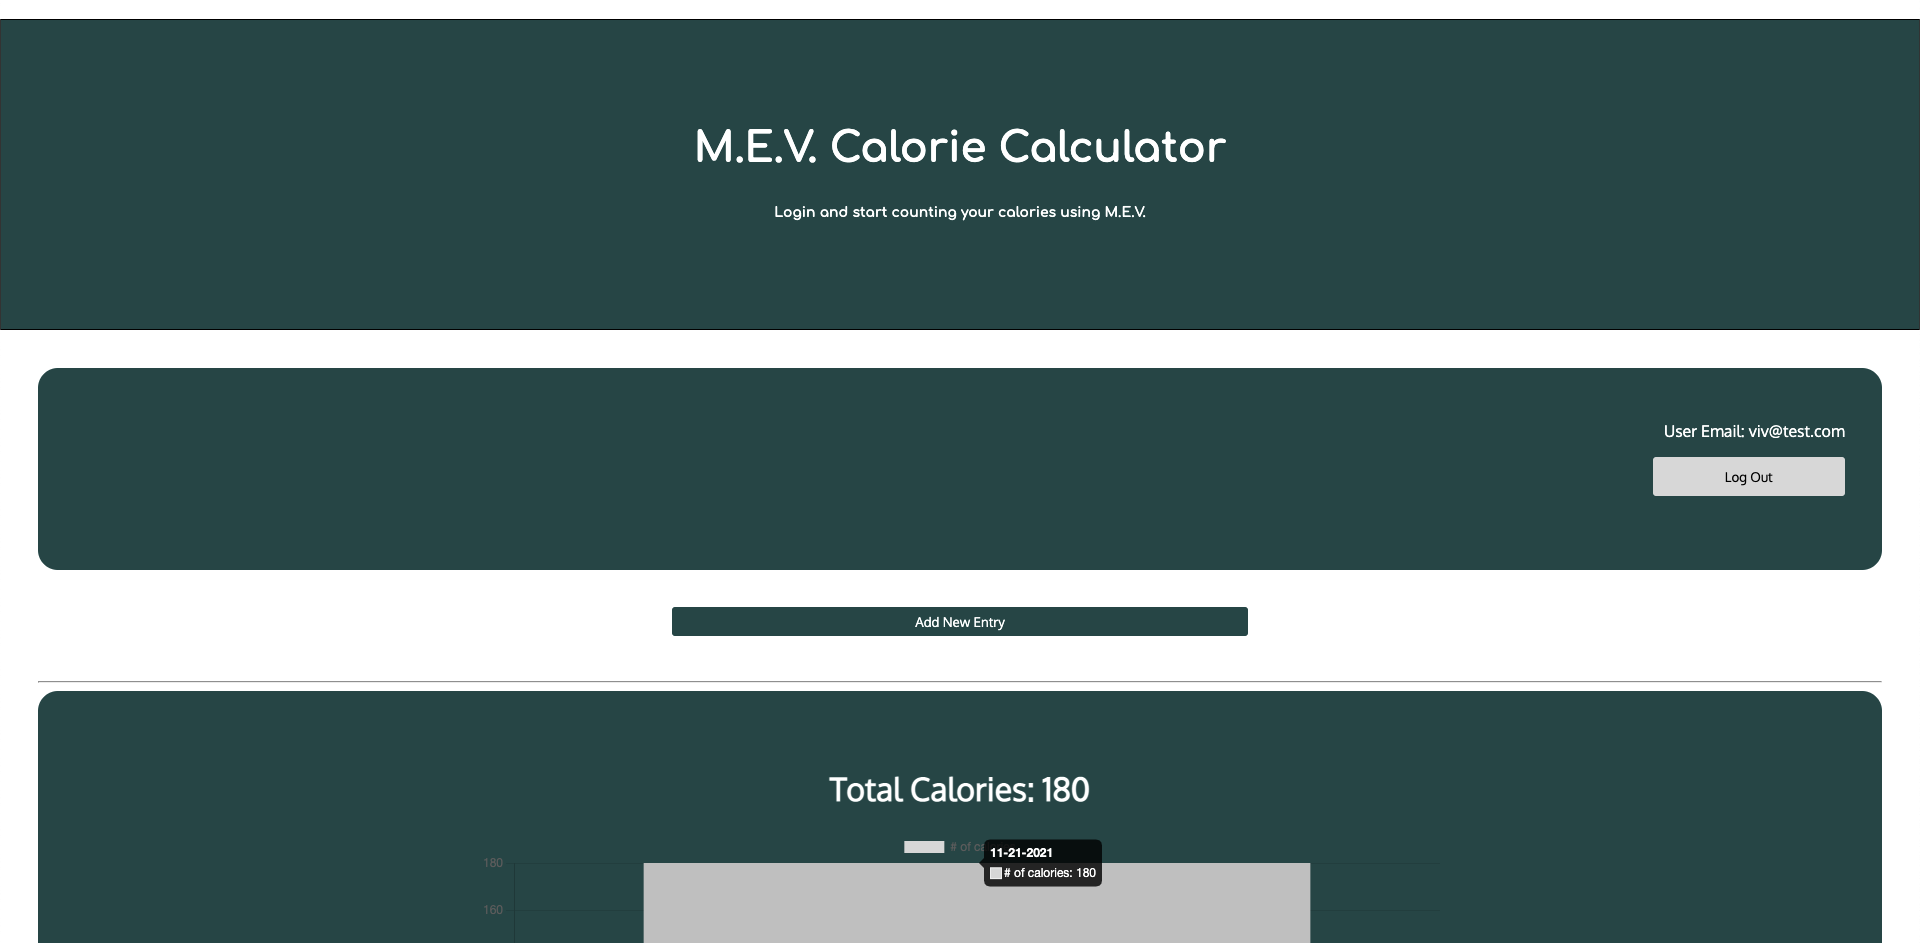 M.E.V. Calorie Calculator
Login and start counting your calories using M.E.V.
User Email: viv@test.com
Log Out
Add New Entry
Total Calories: 180
# of
11-21-2021
# of calories: 180
180
160